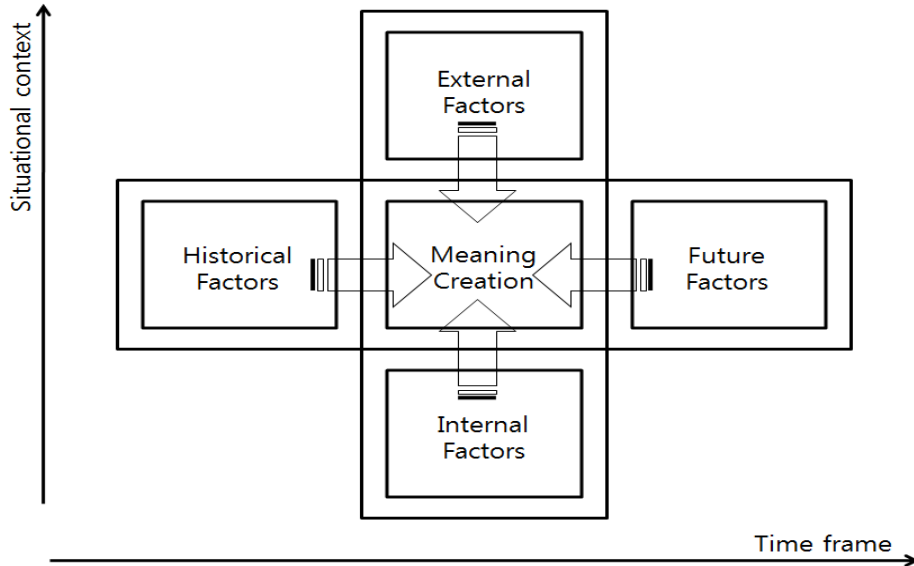 Situational context
External
Factors
Historical
Factors
Meaning
Creation
Future
Factors
Internal
Factors
Time frame